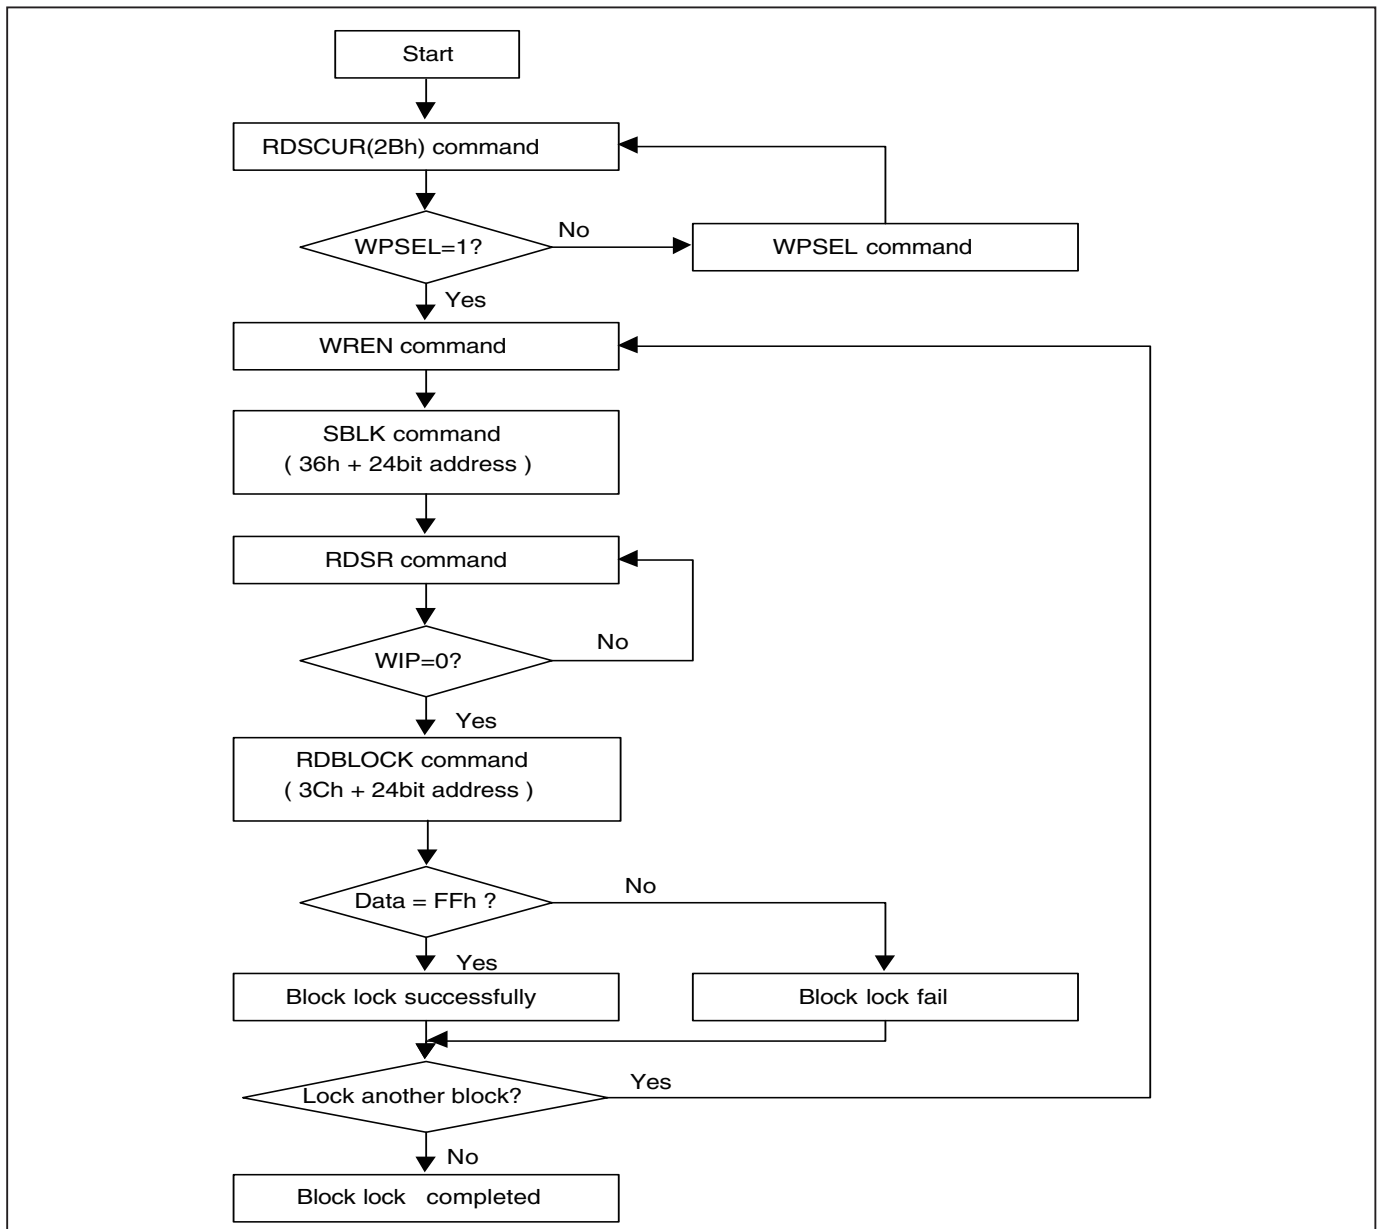 Start
RDSCUR(2Bh) command
WPSEL=1?
No
WPSEL command
Yes
WREN command
SBLK command
( 36h + 24bit address )
RDSR command
WIP=0?
No
Yes
RDBLOCK command
( 3Ch + 24bit address )
Data = FFh ?
No
Yes
Block lock successfully
Block lock fail
Lock another block?
Yes
No
Block lock completed